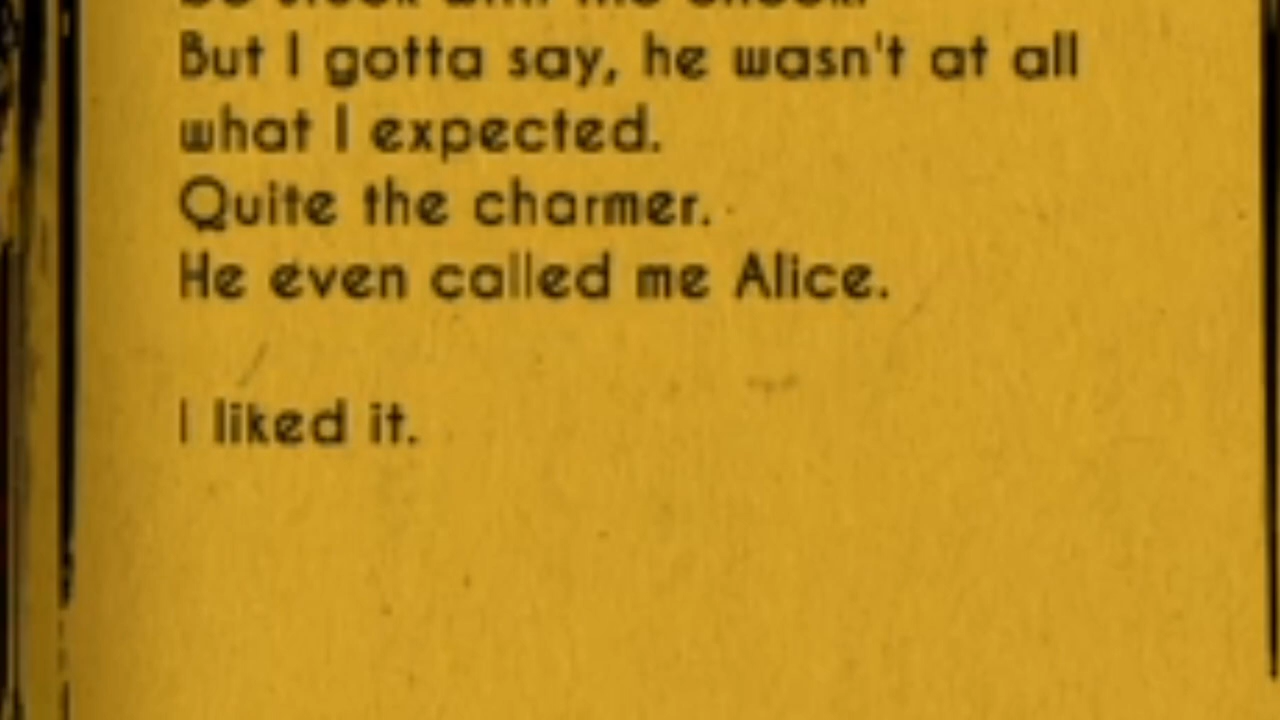 But I gotta say, he wasn't at all
what I expected.
Quite the charmer.
He even called me Alice.
I liked it.